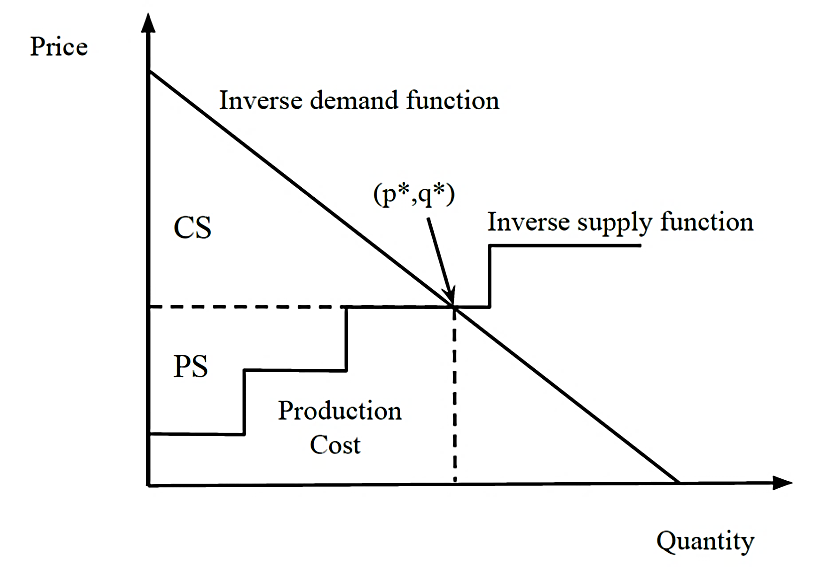 Price
Inverse demand function
(p*,q*)
CS
Inverse supply function
PS
Production
Cost
Quantity